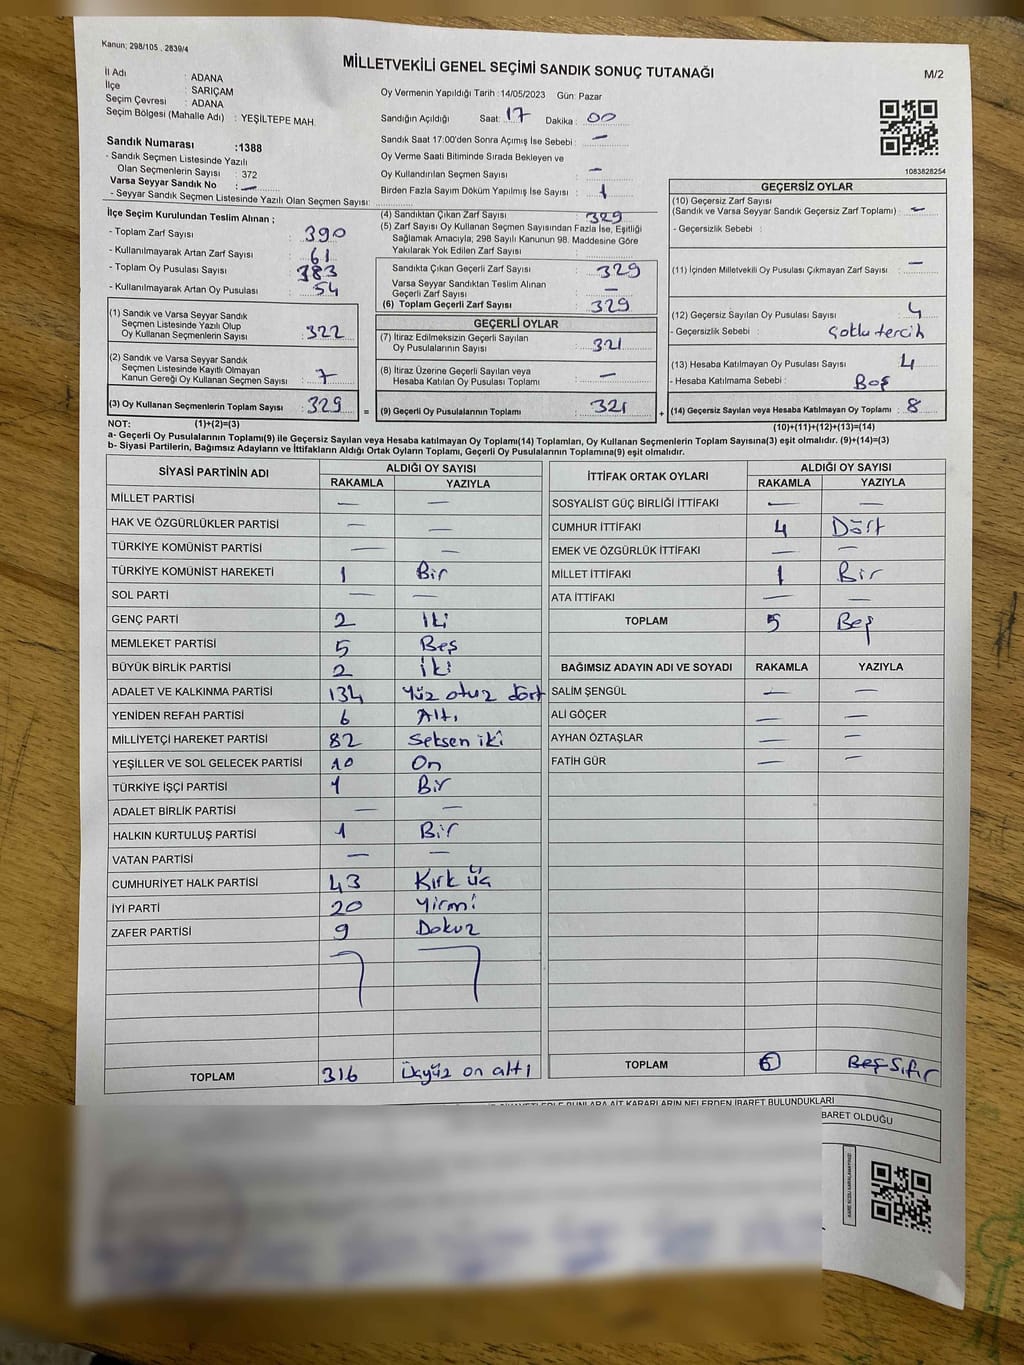 Kanun; 298/105 , 2839/4
MİLLETVEKİLİ GENEL SEÇİMİ SANDIK SONUÇ TUTANAĞI
M/2
İl Adı : ADANA
İlçe : SARIÇAM
Seçim Çevresi : ADANA
Seçim Bölgesi (Mahalle Adı) : YEŞİLTEPE MAH.
Oy Vermenin Yapıldığı Tarih :14/05/2023 Gün: Pazar
Sandığın Açıldığı Saat: 17 Dakika : 00
Sandık Saat 17:00'den Sonra Açımış İse Sebebi : —
Oy Verme Saati Bitiminde Sırada Bekleyen ve
Oy Kullandırılan Seçmen Sayısı : —
Birden Fazla Sayım Döküm Yapılmış İse Sayısı : 1
1083828254
Sandık Numarası :1388
- Sandık Seçmen Listesinde Yazılı
Olan Seçmenlerin Sayısı : 372
Varsa Seyyar Sandık No : —
- Seyyar Sandık Seçmen Listesinde Yazılı Olan Seçmen Sayısı:
İlçe Seçim Kurulundan Teslim Alınan ;
- Toplam Zarf Sayısı : 390
- Kullanılmayarak Artan Zarf Sayısı : 61
- Toplam Oy Pusulası Sayısı : 383
- Kullanılmayarak Artan Oy Pusulası : 54
(1) Sandık ve Varsa Seyyar Sandık
Seçmen Listesinde Yazılı Olup
Oy Kullanan Seçmenlerin Sayısı : 322
(2) Sandık ve Varsa Seyyar Sandık
Seçmen Listesinde Kayıtlı Olmayan
Kanun Gereği Oy Kullanan Seçmen Sayısı : 7
(3) Oy Kullanan Seçmenlerin Toplam Sayısı : 329 =
(4) Sandıktan Çıkan Zarf Sayısı : 329
(5) Zarf Sayısı Oy Kullanan Seçmen Sayısından Fazla İse, Eşitliği
Sağlamak Amacıyla; 298 Sayılı Kanunun 98. Maddesine Göre
Yakılarak Yok Edilen Zarf Sayısı :
Sandıkta Çıkan Geçerli Zarf Sayısı : 329
Varsa Seyyar Sandıktan Teslim Alınan
Geçerli Zarf Sayısı : —
(6) Toplam Geçerli Zarf Sayısı : 329
GEÇERLİ OYLAR
(7) İtiraz Edilmeksizin Geçerli Sayılan
Oy Pusulalarının Sayısı : 321
(8) İtiraz Üzerine Geçerli Sayılan veya
Hesaba Katılan Oy Pusulası Toplamı : —
(9) Geçerli Oy Pusulalarının Toplamı : 321 +
GEÇERSİZ OYLAR
(10) Geçersiz Zarf Sayısı
(Sandık ve Varsa Seyyar Sandık Geçersiz Zarf Toplamı) : —
- Geçersizlik Sebebi :
(11) İçinden Milletvekili Oy Pusulası Çıkmayan Zarf Sayısı : —
(12) Geçersiz Sayılan Oy Pusulası Sayısı : 4
- Geçersizlik Sebebi : Çoklu tercih
(13) Hesaba Katılmayan Oy Pusulası Sayısı : 4
- Hesaba Katılmama Sebebi : Boş
(14) Geçersiz Sayılan veya Hesaba Katılmayan Oy Toplamı : 8
NOT: (1)+(2)=(3) (10)+(11)+(12)+(13)=(14)
a- Geçerli Oy Pusulalarının Toplamı(9) ile Geçersiz Sayılan veya Hesaba katılmayan Oy Toplamı(14) Toplamları, Oy Kullanan Seçmenlerin Toplam Sayısına(3) eşit olmalıdır. (9)+(14)=(3)
b- Siyasi Partilerin, Bağımsız Adayların ve İttifakların Aldığı Ortak Oyların Toplamı, Geçerli Oy Pusulalarının Toplamına(9) eşit olmalıdır.
SİYASİ PARTİNİN ADI ALDIĞI OY SAYISI
RAKAMLA YAZIYLA
MİLLET PARTİSİ — —
HAK VE ÖZGÜRLÜKLER PARTİSİ — —
TÜRKİYE KOMÜNİST PARTİSİ — —
TÜRKİYE KOMÜNİST HAREKETİ 1 Bir
SOL PARTİ — —
GENÇ PARTİ 2 İki
MEMLEKET PARTİSİ 5 Beş
BÜYÜK BİRLİK PARTİSİ 2 İki
ADALET VE KALKINMA PARTİSİ 134 Yüz otuz dört
YENİDEN REFAH PARTİSİ 6 Altı
MİLLİYETÇİ HAREKET PARTİSİ 82 Seksen iki
YEŞİLLER VE SOL GELECEK PARTİSİ 10 On
TÜRKİYE İŞÇİ PARTİSİ 1 Bir
ADALET BİRLİK PARTİSİ — —
HALKIN KURTULUŞ PARTİSİ 1 Bir
VATAN PARTİSİ — —
CUMHURİYET HALK PARTİSİ 43 Kırk üç
İYİ PARTİ 20 Yirmi
ZAFER PARTİSİ 9 Dokuz
TOPLAM 316 Üçyüz on altı
İTTİFAK ORTAK OYLARI ALDIĞI OY SAYISI
RAKAMLA YAZIYLA
SOSYALİST GÜÇ BİRLİĞİ İTTİFAKI — —
CUMHUR İTTİFAKI 4 Dört
EMEK VE ÖZGÜRLÜK İTTİFAKI — —
MİLLET İTTİFAKI 1 Bir
ATA İTTİFAKI — —
TOPLAM 5 Beş
BAĞIMSIZ ADAYIN ADI VE SOYADI RAKAMLA YAZIYLA
SALİM ŞENGÜL — —
ALİ GÖÇER — —
AYHAN ÖZTAŞLAR — —
FATİH GÜR — —
TOPLAM Beş Sıfır
BUNLARA AİT KARARLARIN NELERDEN İBARET BULUNDUKLARI
BARET OLDUĞU